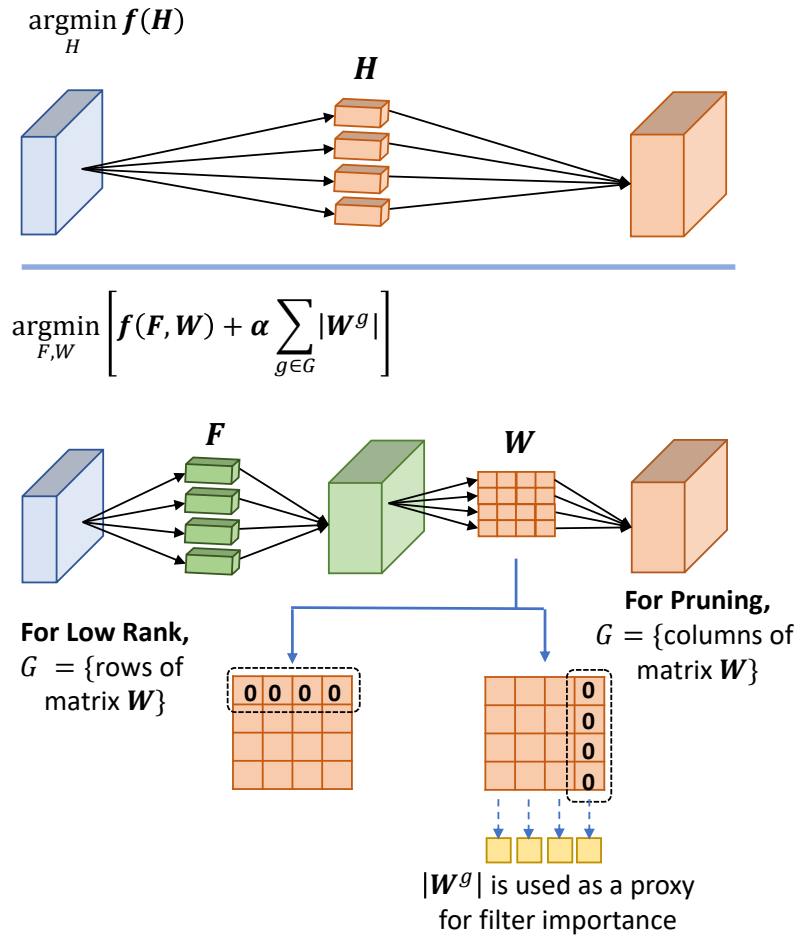 argmin f(H)
H
H
argmin [f(F, W) + α ∑ |W^g|]
F,W g∈G
F
W
For Low Rank,
G = {rows of
matrix W}
For Pruning,
G = {columns of
matrix W}
0 0 0 0
0
0
0
0
|W^g| is used as a proxy
for filter importance